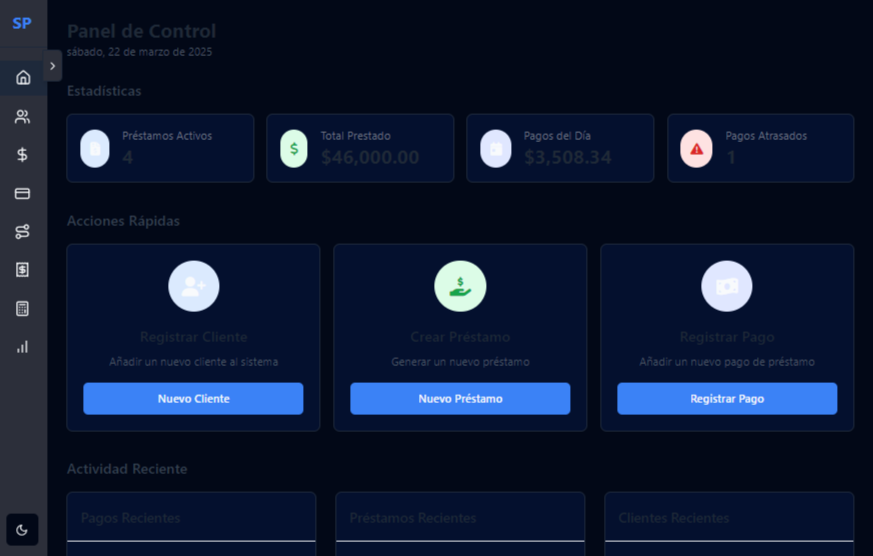 SP
Panel de Control
sábado, 22 de marzo de 2025
Estadísticas
Préstamos Activos
4
Total Prestado
$46,000.00
Pagos del Día
$3,508.34
Pagos Atrasados
1
Acciones Rápidas
Registrar Cliente
Añadir un nuevo cliente al sistema
Nuevo Cliente
Crear Préstamo
Generar un nuevo préstamo
Nuevo Préstamo
Registrar Pago
Añadir un nuevo pago de préstamo
Registrar Pago
Actividad Reciente
Pagos Recientes
Préstamos Recientes
Clientes Recientes